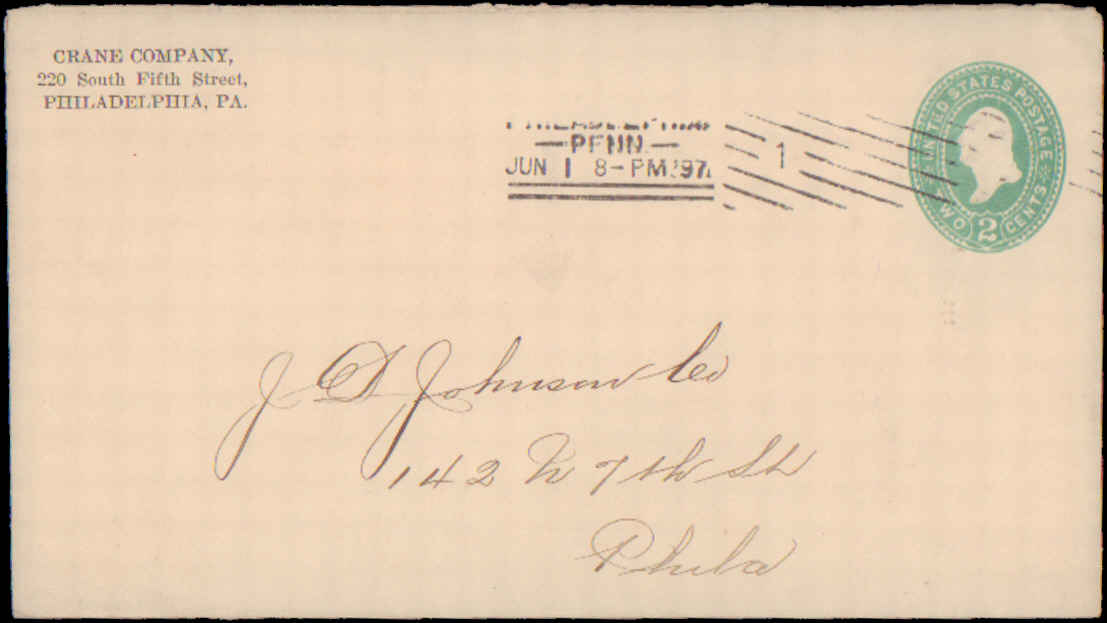 CRANE COMPANY,
220 South Fifth Street,
PHILADELPHIA, PA.
PHILADELPHIA
PENN.
JUN 1 8-PM '97
1
UNITED STATES POSTAGE
TWO 2 CENTS
J D Johnson Co
142 N 7th St
Phila